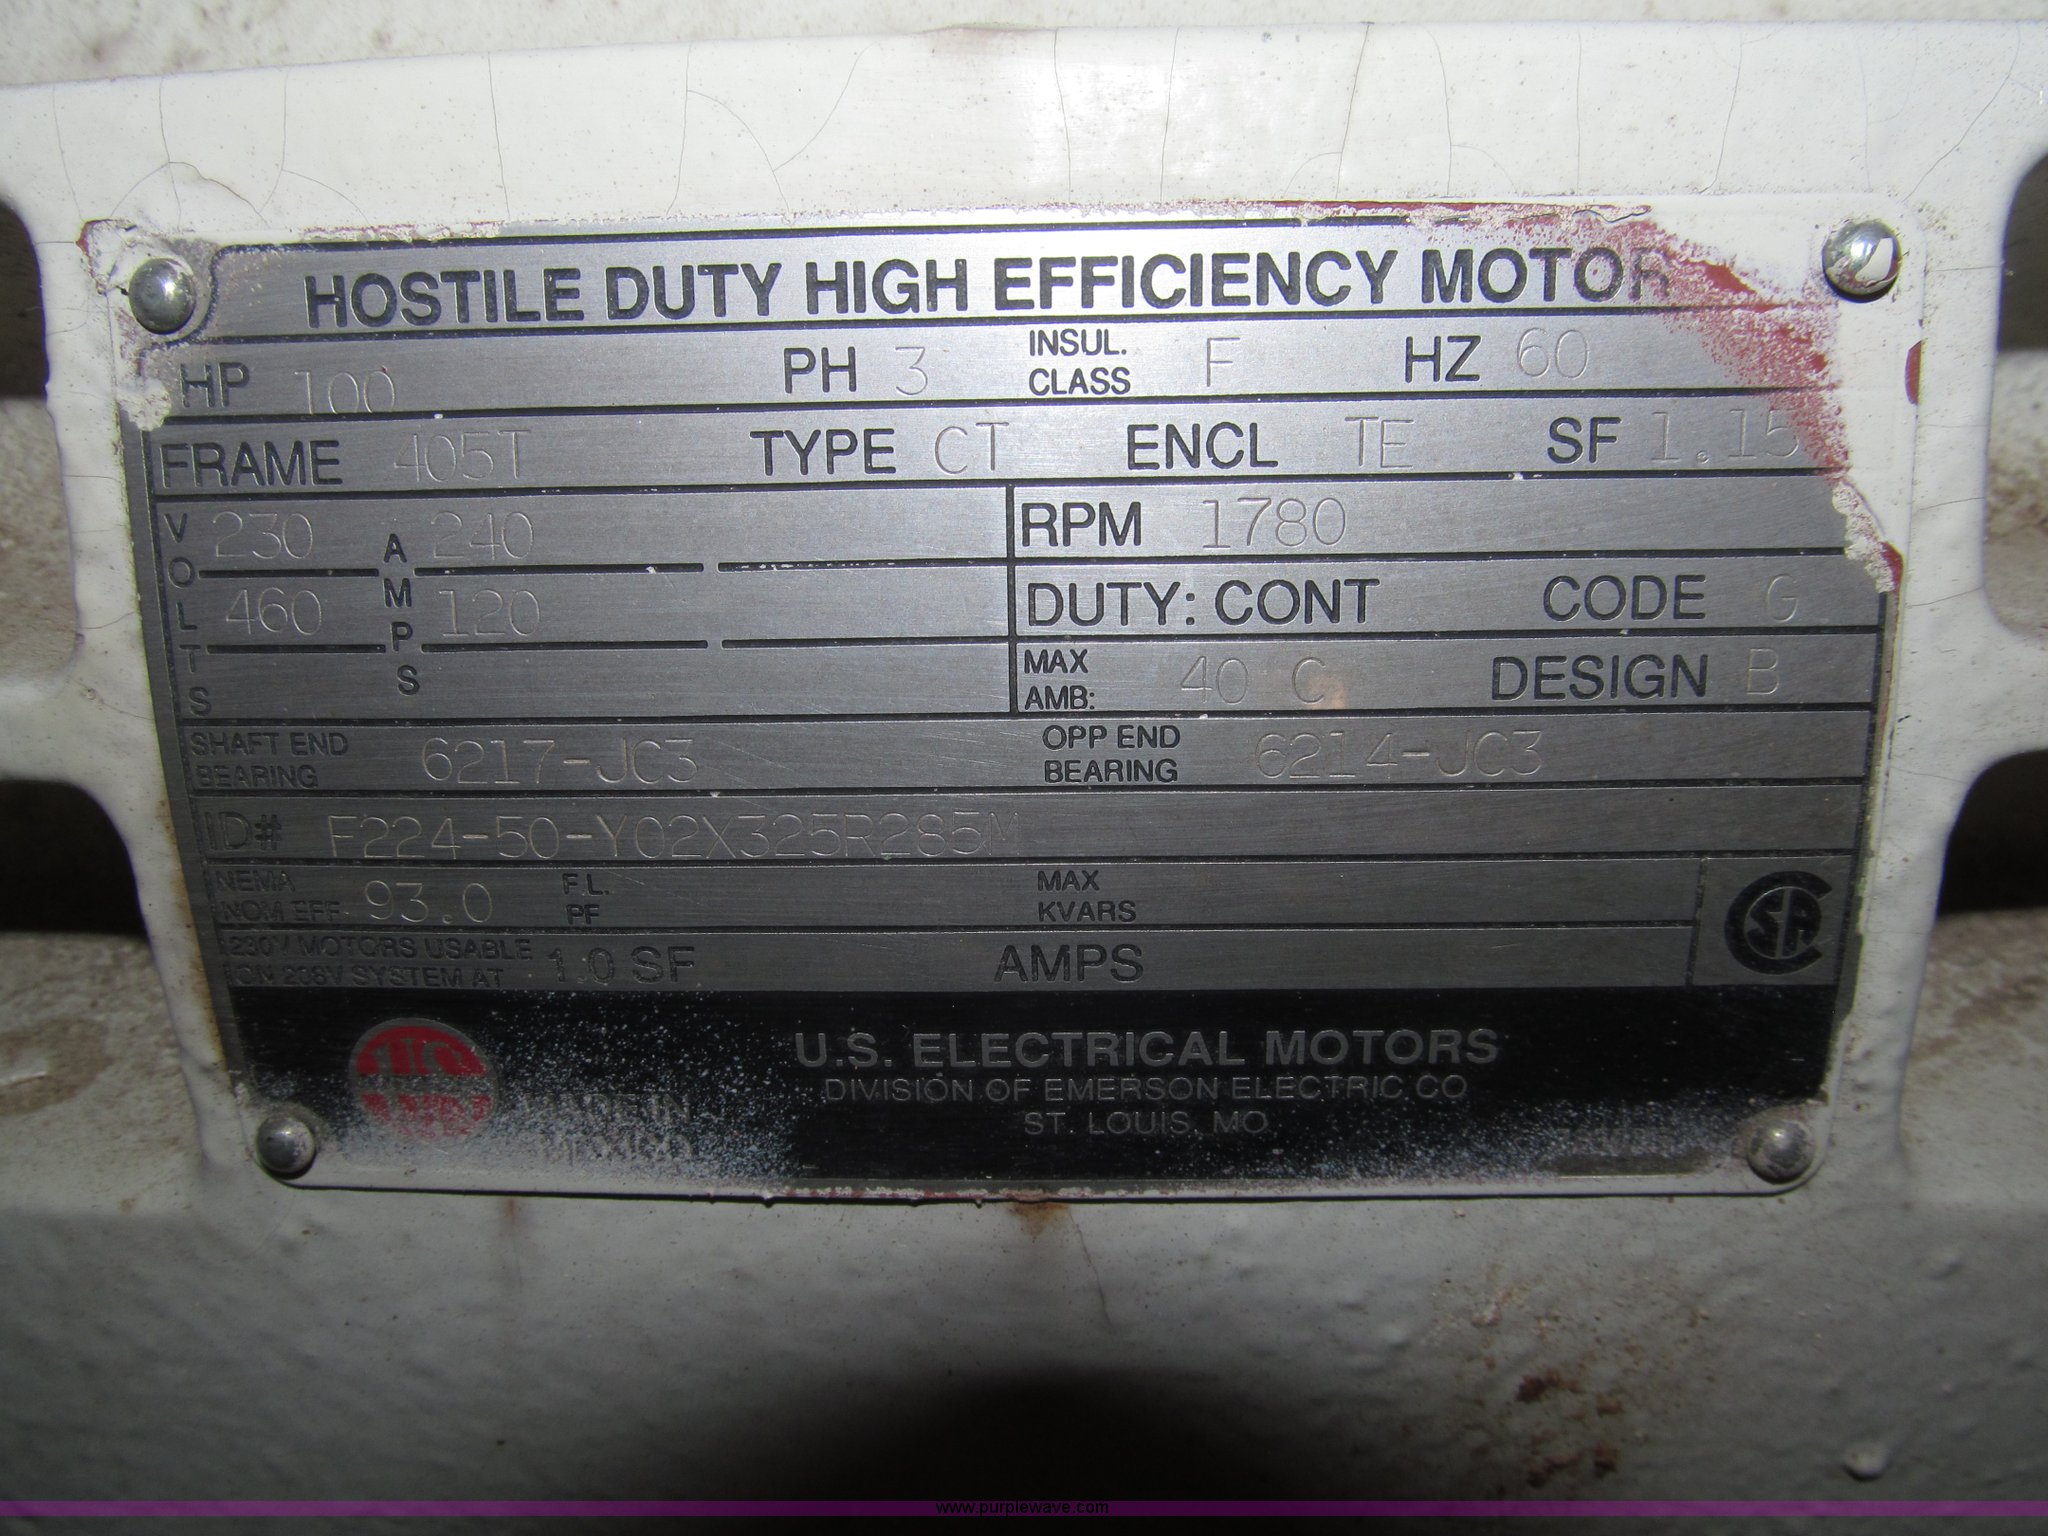 HOSTILE DUTY HIGH EFFICIENCY MOTOR
HP 100 PH 3 INSUL. CLASS F HZ 60
FRAME 405T TYPE CT ENCL TE SF 1.15
VOLTS 230 AMPS 240 RPM 1780
460 120 DUTY: CONT CODE G
MAX AMB: 40 C DESIGN B
SHAFT END BEARING 6217-JC3 OPP END BEARING 6214-JC3
ID# F224-50-Y02X325R285M
NEMA NOM EFF 93.0 F.L. PF MAX KVARS
230V MOTORS USABLE ON 208V SYSTEM AT 1.0 SF AMPS
U.S. ELECTRICAL MOTORS
DIVISION OF EMERSON ELECTRIC CO
ST. LOUIS, MO
MADE IN
MEXICO
www.purplewave.com